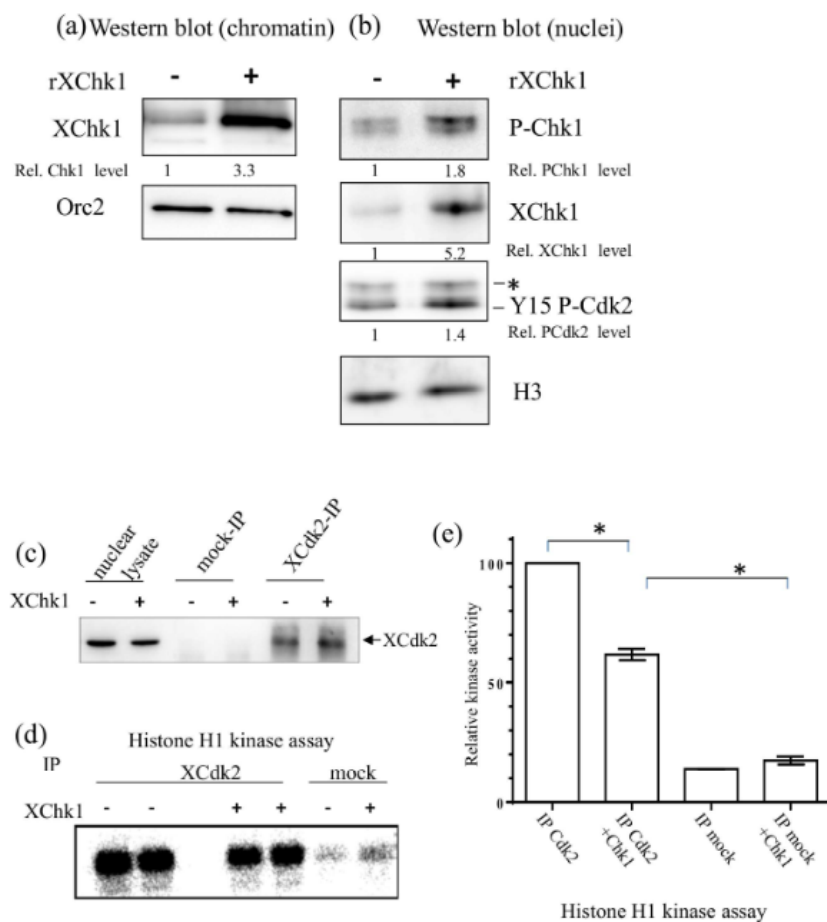 (a) Western blot (chromatin)
rXChk1 - +
XChk1
Rel. Chk1 level 1 3.3
Orc2
(b) Western blot (nuclei)
- + rXChk1
P-Chk1
1 1.8 Rel. PChk1 level
XChk1
1 5.2 Rel. XChk1 level
*
Y15 P-Cdk2
1 1.4 Rel. PCdk2 level
H3
(c)
nuclear lysate
mock-IP
XCdk2-IP
XChk1 - + - + - +
XCdk2
(d)
Histone H1 kinase assay
IP XCdk2 mock
XChk1 - - + + - +
(e)
* *
Relative kinase activity
100
50
0
IP Cdk2
IP Cdk2 +Chk1
IP mock
IP mock +Chk1
Histone H1 kinase assay